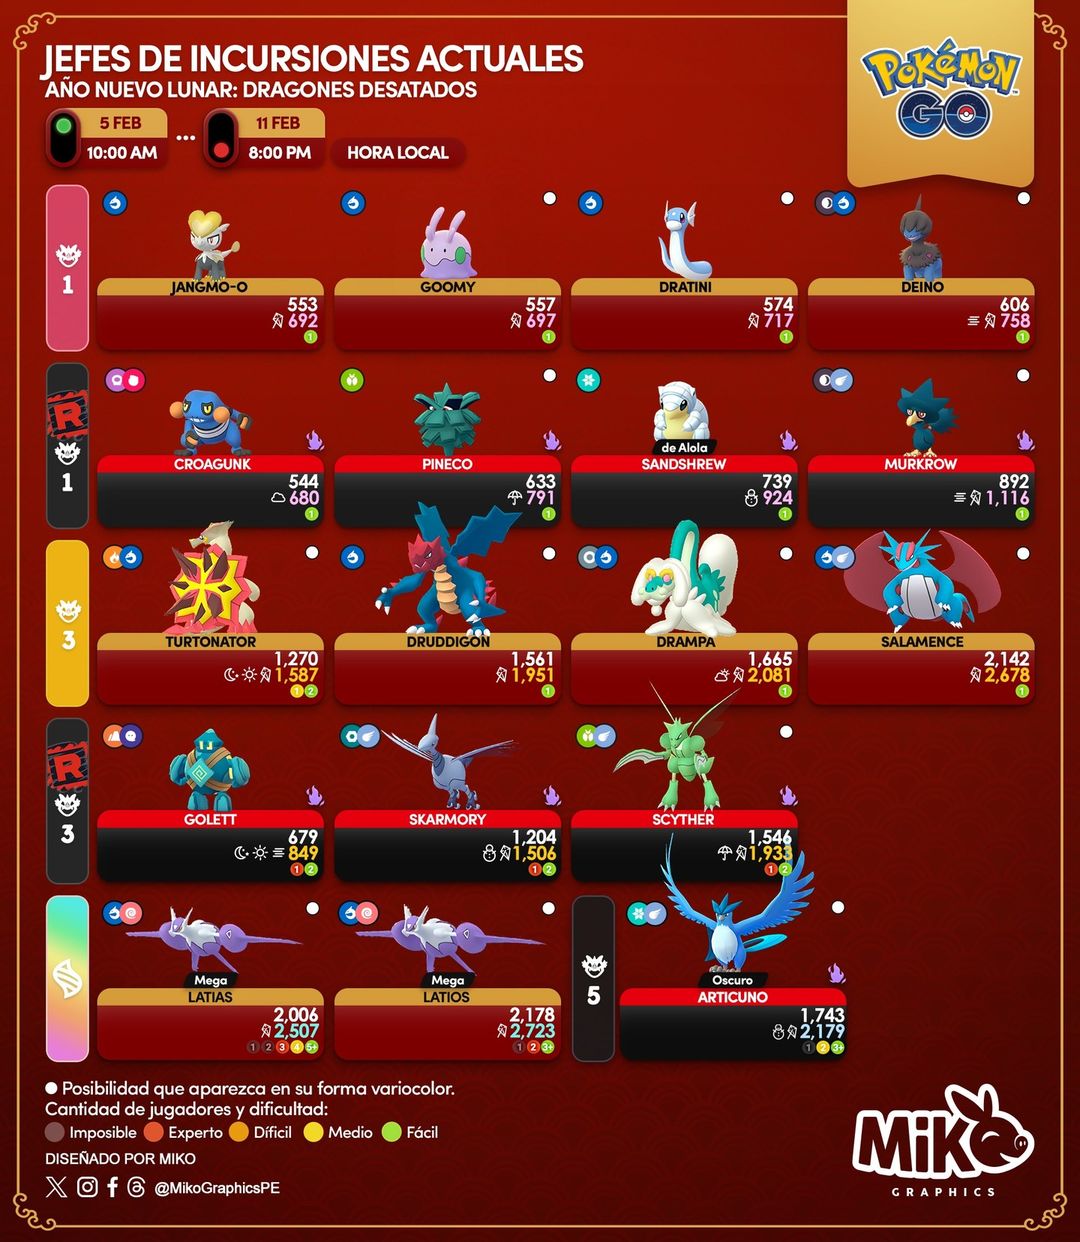 JEFES DE INCURSIONES ACTUALES
AÑO NUEVO LUNAR: DRAGONES DESATADOS
POKéMON
GO
5 FEB
10:00 AM
...
11 FEB
8:00 PM
HORA LOCAL
1
JANGMO-O
553
692
1
GOOMY
557
697
1
DRATINI
574
717
1
DEINO
606
758
1
R
1
CROAGUNK
544
680
1
PINECO
633
791
1
de Alola
SANDSHREW
739
924
1
MURKROW
892
1,116
1
3
TURTONATOR
1,270
1,587
1 2
DRUDDIGON
1,561
1,951
1
DRAMPA
1,665
2,081
1
SALAMENCE
2,142
2,678
1
R
3
GOLETT
679
849
1 2
SKARMORY
1,204
1,506
1 2
SCYTHER
1,546
1,933
1 2
Mega
LATIAS
2,006
2,507
1 2 3 4 5+
Mega
LATIOS
2,178
2,723
1 2 3+
5
Oscuro
ARTICUNO
1,743
2,179
1 2 3+
Posibilidad que aparezca en su forma variocolor.
Cantidad de jugadores y dificultad:
Imposible Experto Difícil Medio Fácil
DISEÑADO POR MIKO
@MikoGraphicsPE
MiKO
GRAPHICS